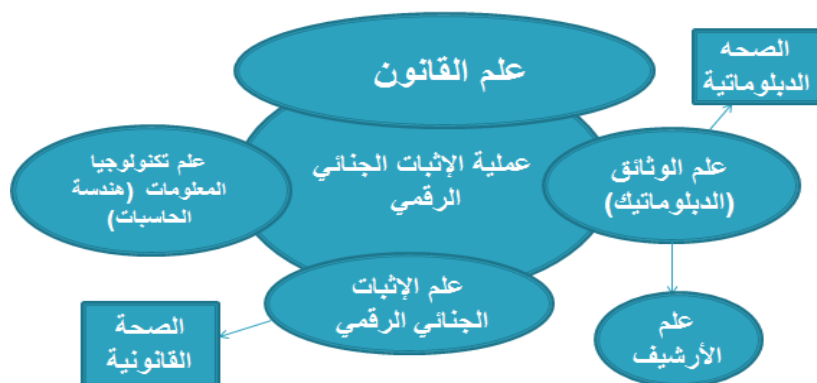 علم القانون
الصحه
الدبلوماتية
عملية الإثبات الجنائي
الرقمي
علم الوثائق
(الدبلوماتيك)
علم تكنولوجيا
المعلومات (هندسة
الحاسبات)
علم الإثبات
الجنائي الرقمي
الصحة
القانونية
علم
الأرشيف